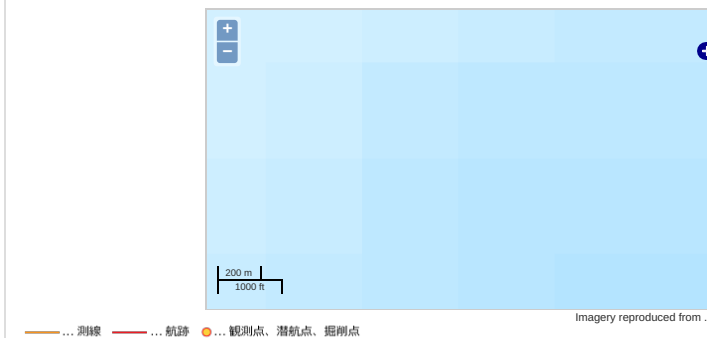 +
−
200 m
1000 ft
Imagery reproduced from .
... 測線 ... 航跡 ... 観測点、潜航点、掘削点